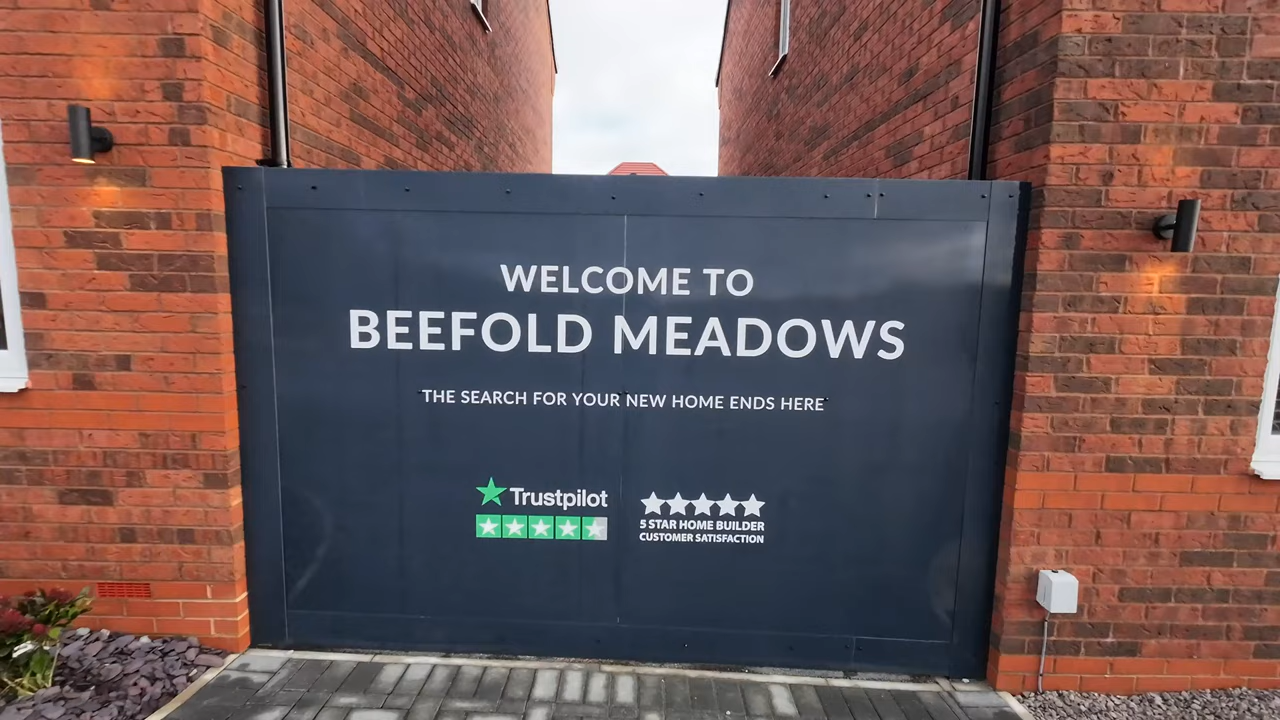 WELCOME TO
BEEFOLD MEADOWS
THE SEARCH FOR YOUR NEW HOME ENDS HERE
Trustpilot
5 STAR HOME BUILDER
CUSTOMER SATISFACTION